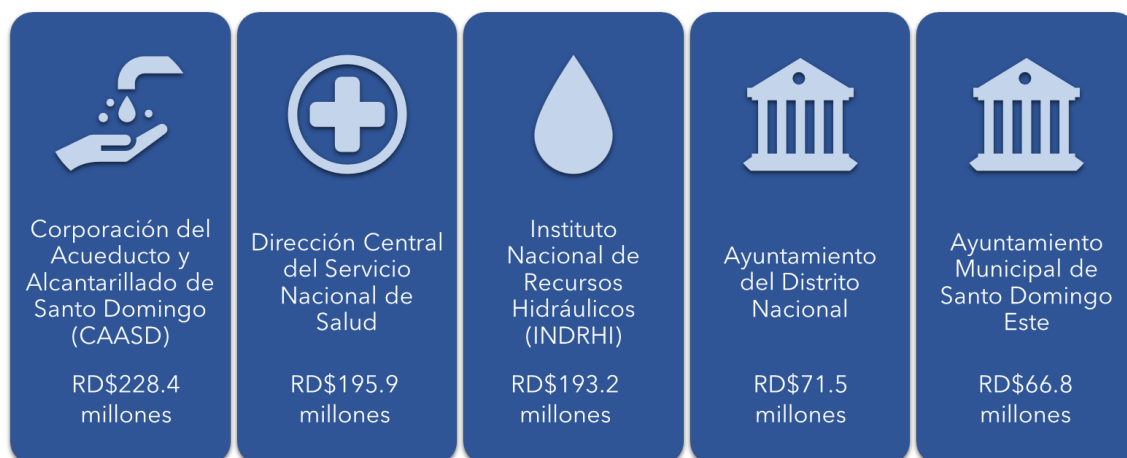 Corporación del
Acueducto y
Alcantarillado de
Santo Domingo
(CAASD)
RD$228.4
millones
Dirección Central
del Servicio
Nacional de
Salud
RD$195.9
millones
Instituto
Nacional de
Recursos
Hidráulicos
(INDRHI)
RD$193.2
millones
Ayuntamiento
del Distrito
Nacional
RD$71.5
millones
Ayuntamiento
Municipal de
Santo Domingo
Este
RD$66.8
millones